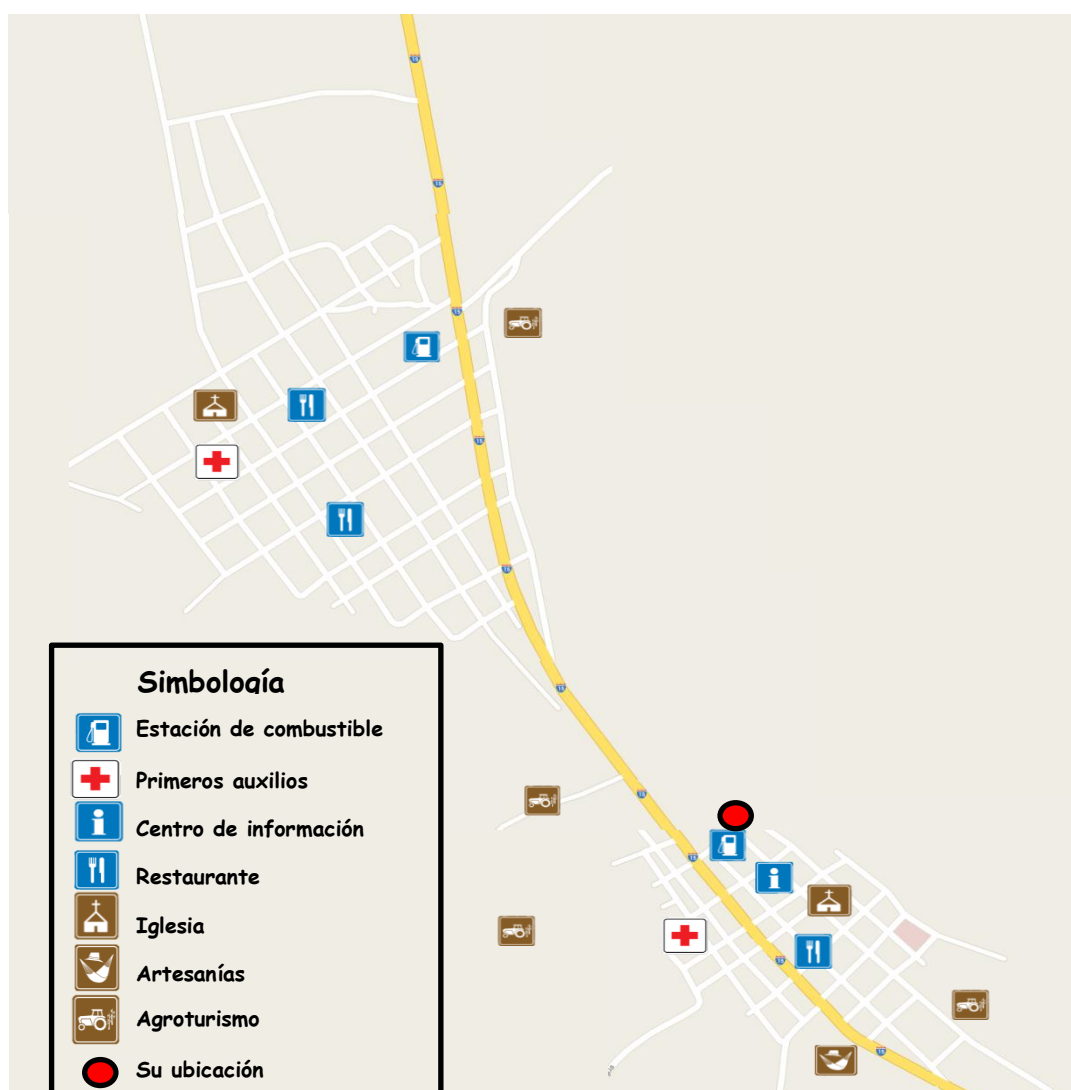 Simbología
Estación de combustible
Primeros auxilios
Centro de información
Restaurante
Iglesia
Artesanías
Agroturismo
Su ubicación